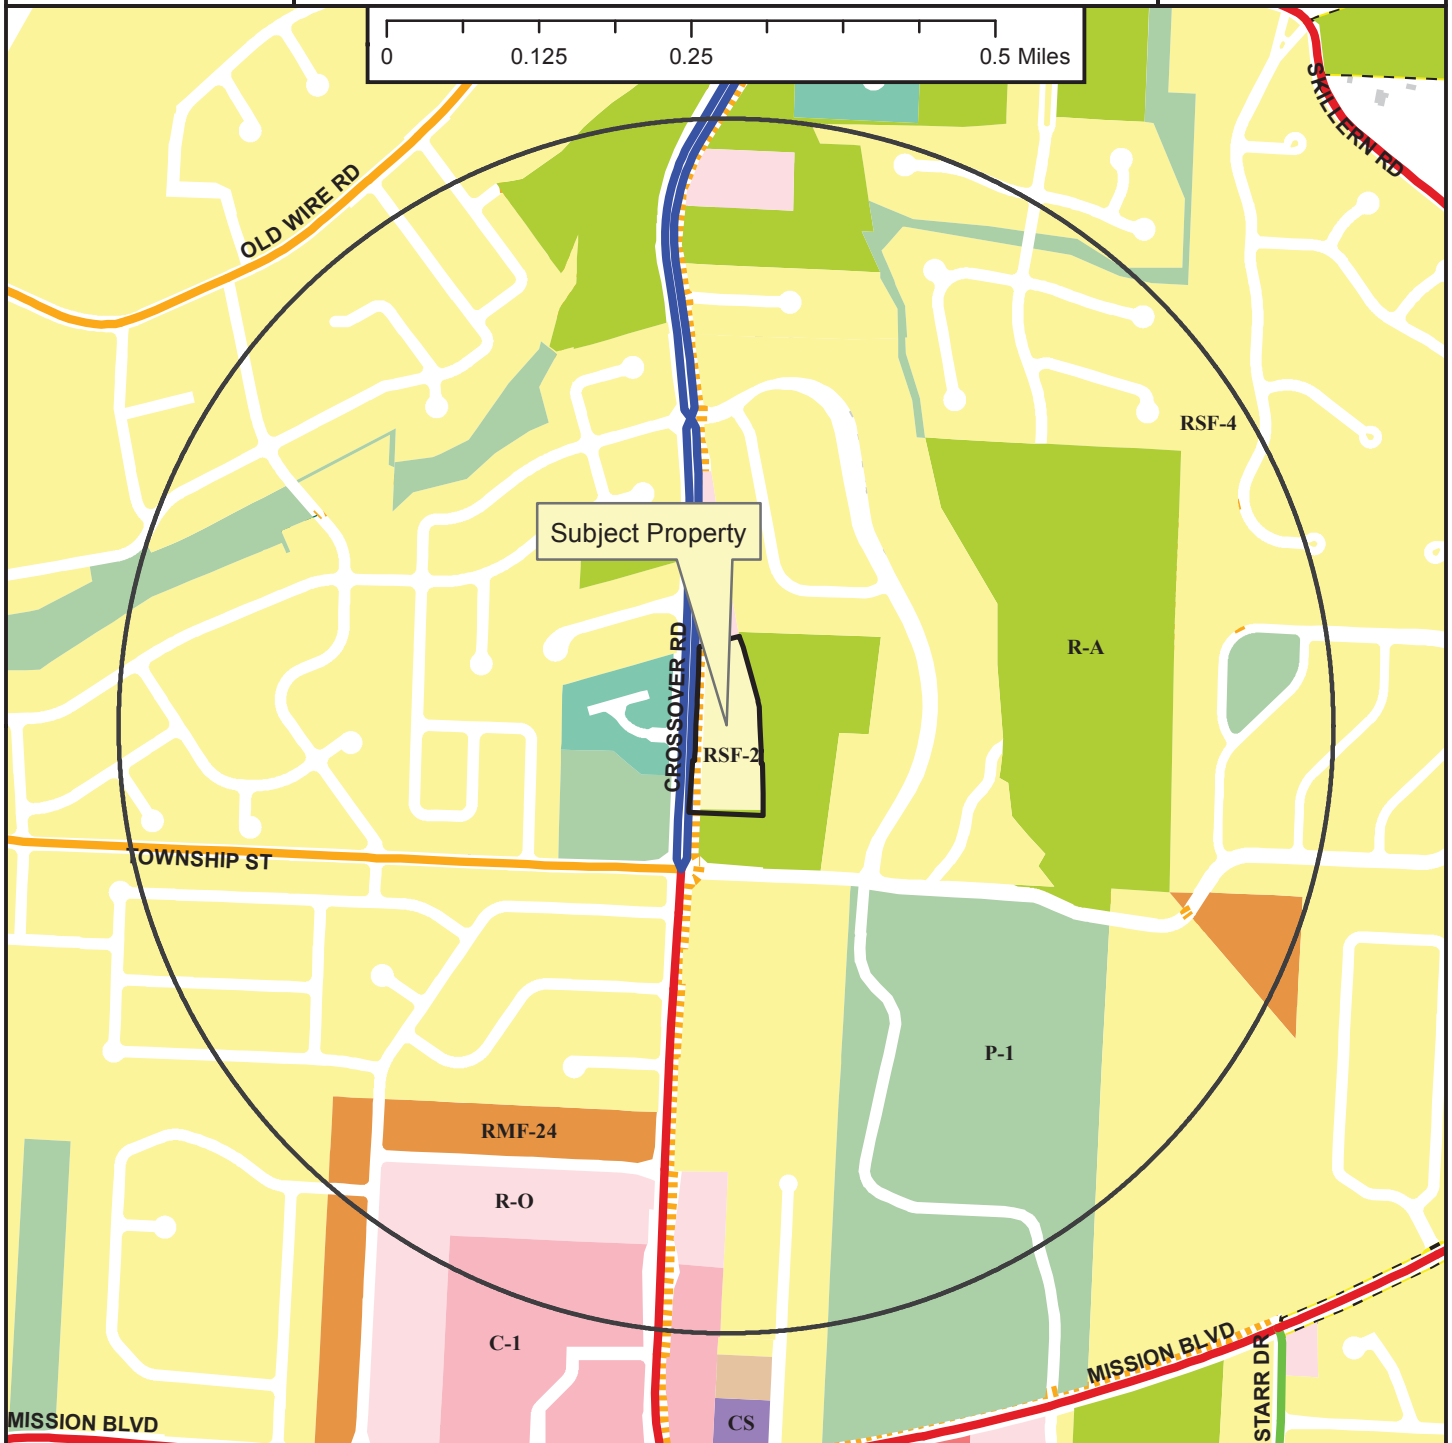 0 0.125 0.25 0.5 Miles
SKILLERN RD
OLD WIRE RD
RSF-4
Subject Property
R-A
CROSSOVER RD
RSF-2
TOWNSHIP ST
P-1
RMF-24
R-O
C-1
MISSION BLVD
STARR DR
MISSION BLVD
CS